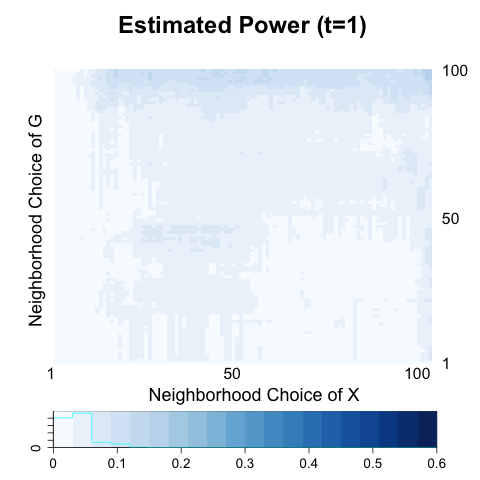 Estimated Power (t=1)
100
Neighborhood Choice of G
50
1
1 50 100
Neighborhood Choice of X
0
0 0.1 0.2 0.3 0.4 0.5 0.6